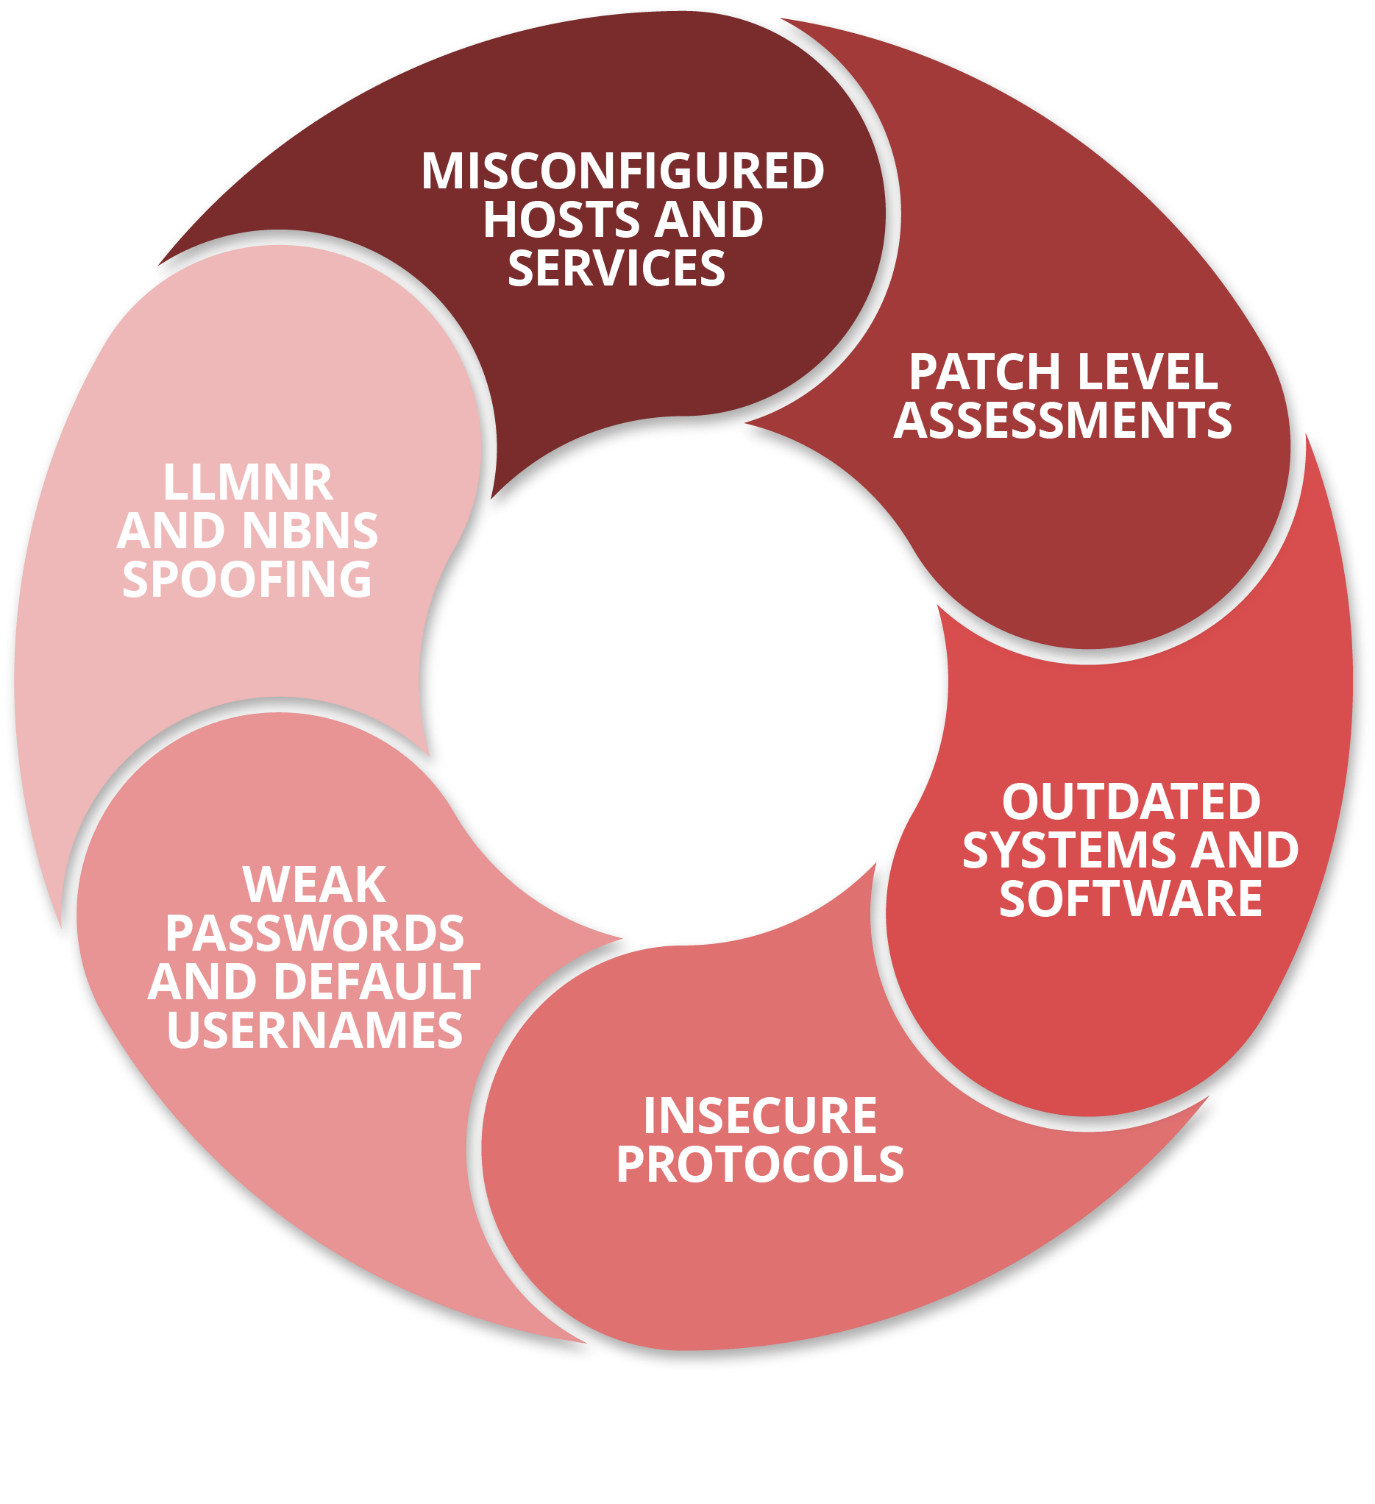 MISCONFIGURED
HOSTS AND
SERVICES
PATCH LEVEL
ASSESSMENTS
OUTDATED
SYSTEMS AND
SOFTWARE
INSECURE
PROTOCOLS
WEAK
PASSWORDS
AND DEFAULT
USERNAMES
LLMNR
AND NBNS
SPOOFING